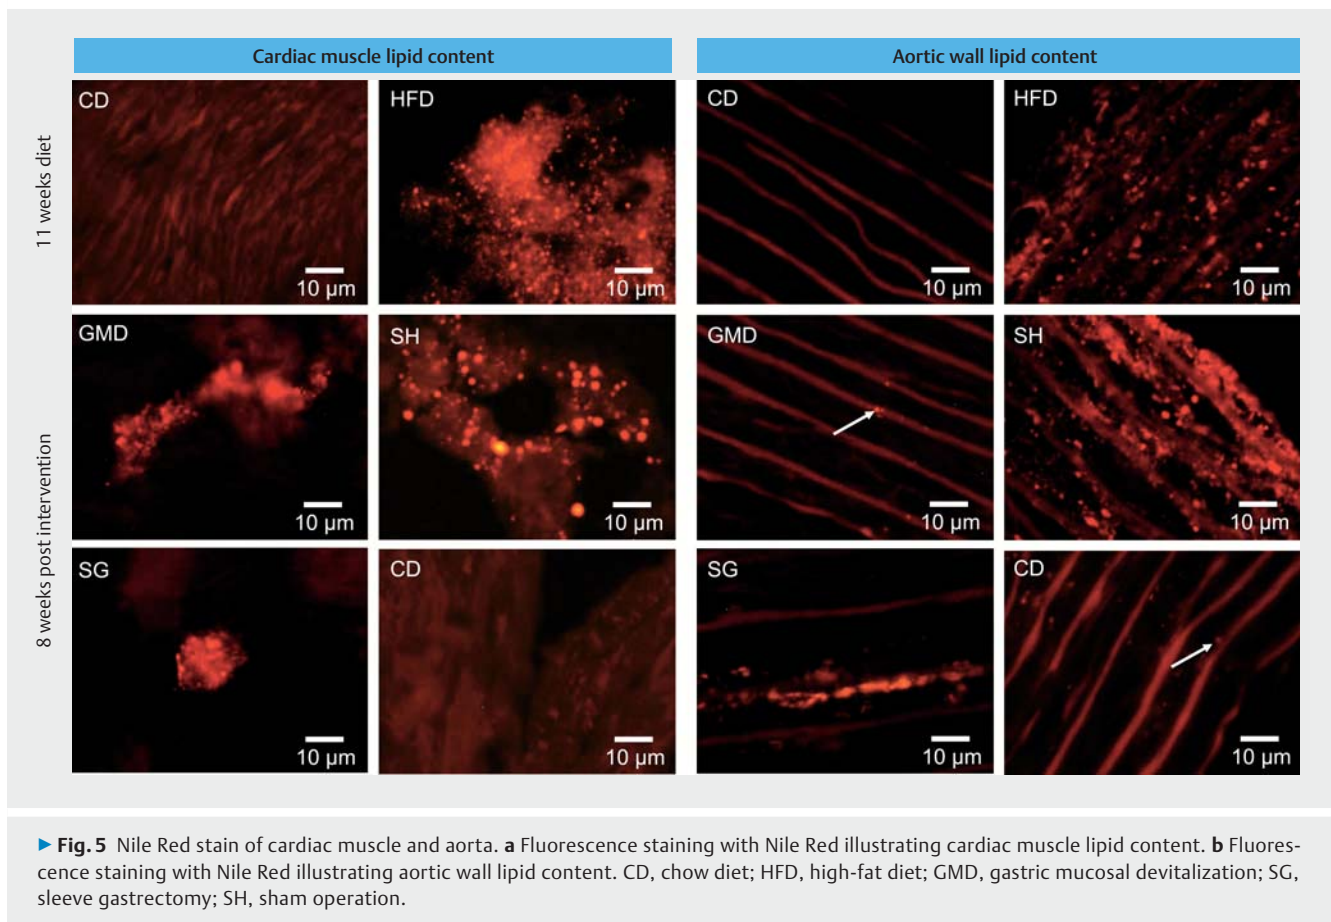 Cardiac muscle lipid content
Aortic wall lipid content
11 weeks diet
CD
10 µm
HFD
10 µm
CD
10 µm
HFD
10 µm
8 weeks post intervention
GMD
10 µm
SH
10 µm
GMD
10 µm
SH
10 µm
SG
10 µm
CD
10 µm
SG
10 µm
CD
10 µm
► Fig. 5 Nile Red stain of cardiac muscle and aorta. a Fluorescence staining with Nile Red illustrating cardiac muscle lipid content. b Fluores-
cence staining with Nile Red illustrating aortic wall lipid content. CD, chow diet; HFD, high-fat diet; GMD, gastric mucosal devitalization; SG,
sleeve gastrectomy; SH, sham operation.